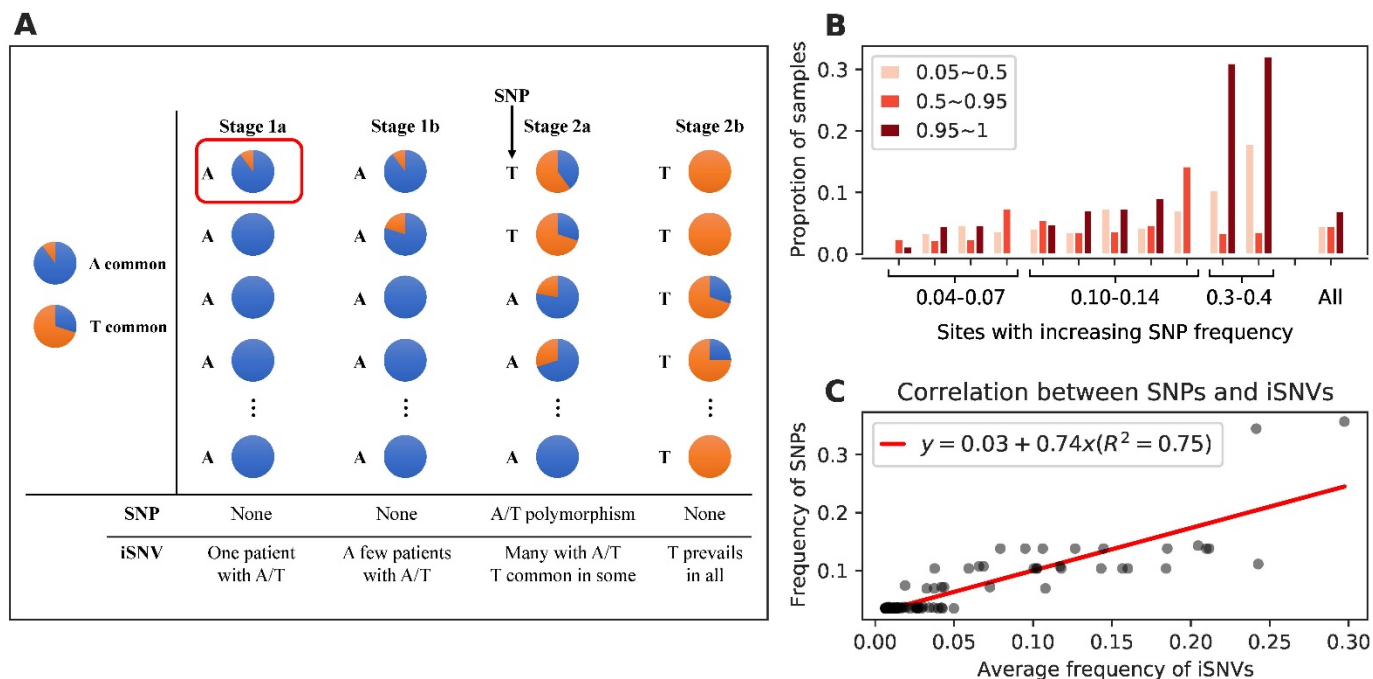 A
SNP
Stage 1a Stage 1b Stage 2a Stage 2b
A A T T
A A T T
A common
A A A T
T common
A A A T
A A A T
SNP None None A/T polymorphism None
iSNV One patient A few patients Many with A/T T prevails
with A/T with A/T T common in some in all
B
0.3
0.2
0.1
0.0
Proprotion of samples
0.05~0.5
0.5~0.95
0.95~1
0.04-0.07 0.10-0.14 0.3-0.4 All
Sites with increasing SNP frequency
C Correlation between SNPs and iSNVs
y = 0.03 + 0.74x(R² = 0.75)
Frequency of SNPs
0.3
0.2
0.1
0.00 0.05 0.10 0.15 0.20 0.25 0.30
Average frequency of iSNVs